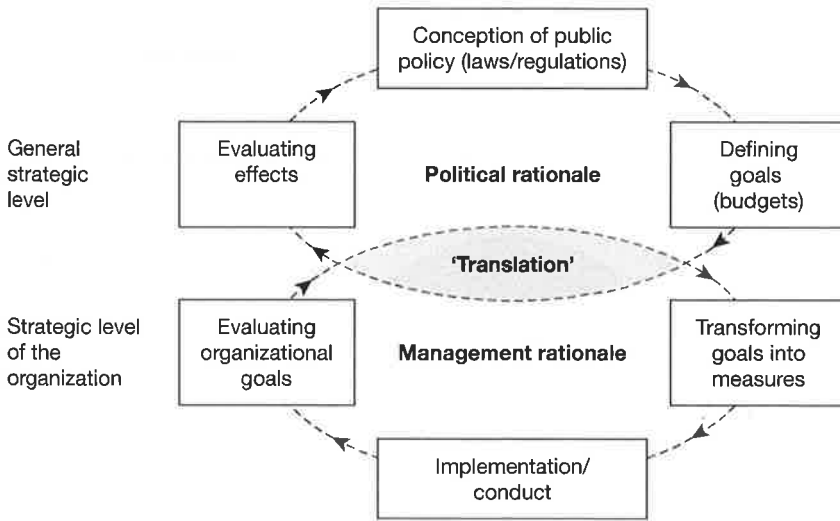 Conception of public
policy (laws/regulations)
General
strategic
level
Evaluating
effects
Political rationale
Defining
goals
(budgets)
'Translation'
Strategic level
of the
organization
Evaluating
organizational
goals
Management rationale
Transforming
goals into
measures
Implementation/
conduct